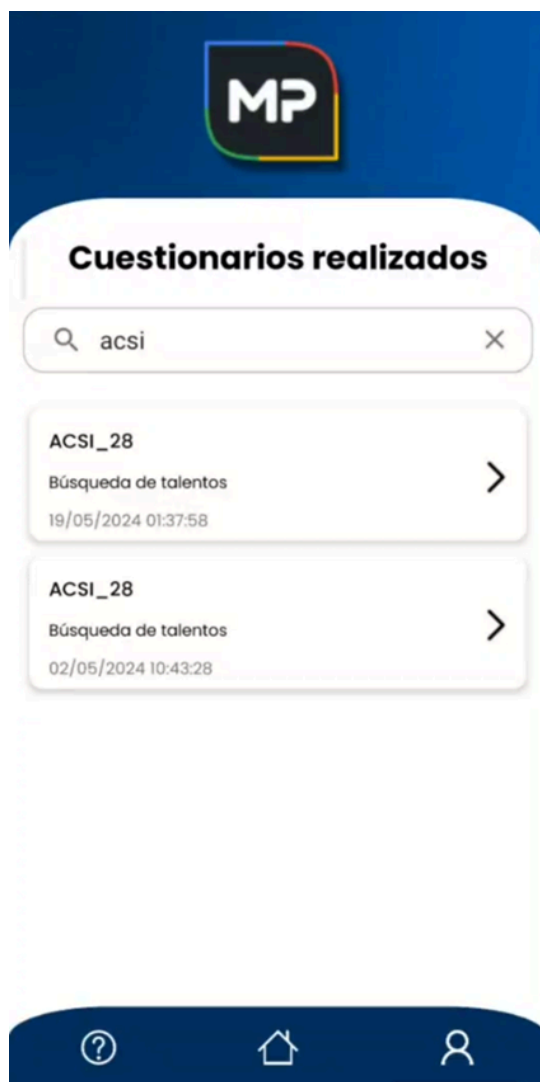 MP
Cuestionarios realizados
acsi
ACSI_28
Búsqueda de talentos
19/05/2024 01:37:58
ACSI_28
Búsqueda de talentos
02/05/2024 10:43:28